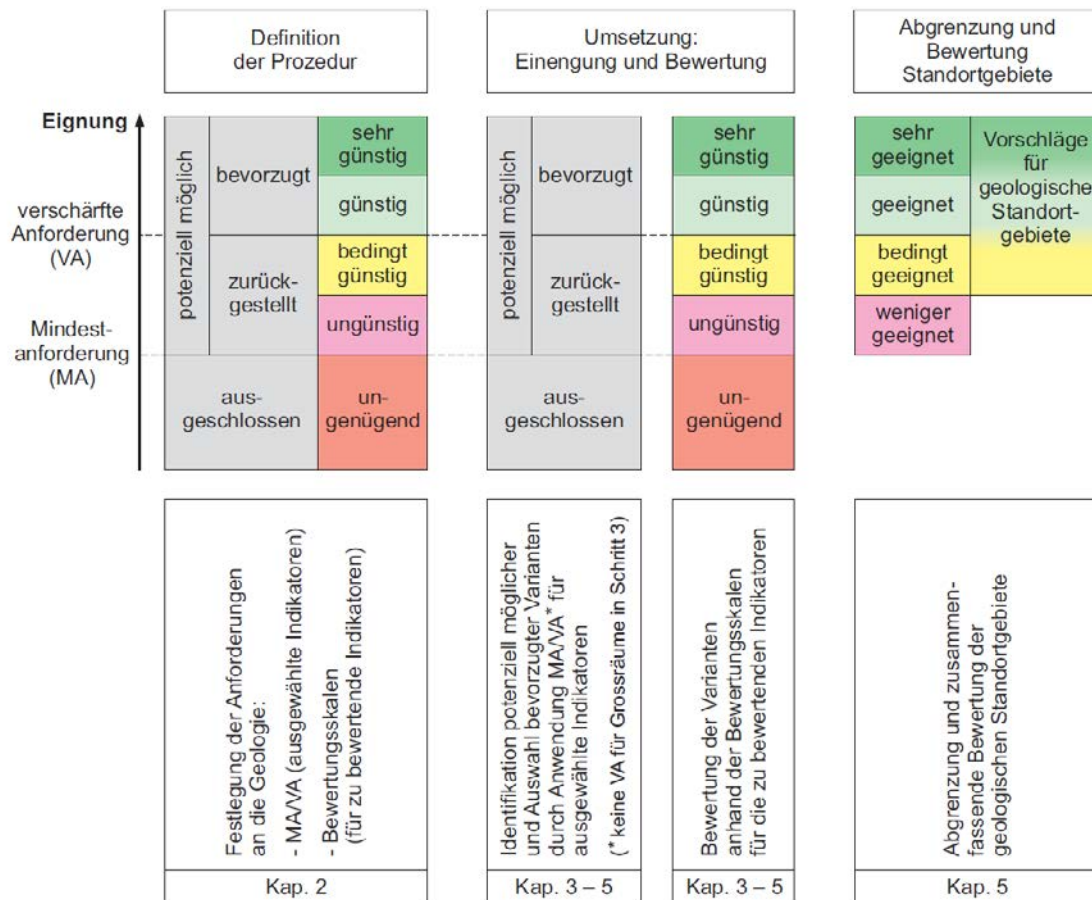 Definition
der Prozedur
Umsetzung:
Einengung und Bewertung
Abgrenzung und
Bewertung
Standortgebiete
Eignung
verschärfte
Anforderung
(VA)
Mindest-
anforderung
(MA)
potenziell möglich
bevorzugt
zurück-
gestellt
aus-
geschlossen
sehr
günstig
günstig
bedingt
günstig
ungünstig
un-
genügend
potenziell möglich
bevorzugt
zurück-
gestellt
aus-
geschlossen
sehr
günstig
günstig
bedingt
günstig
ungünstig
un-
genügend
sehr
geeignet
geeignet
bedingt
geeignet
weniger
geeignet
Vorschläge
für
geologische
Standort-
gebiete
Festlegung der Anforderungen
an die Geologie:
- MA/VA (ausgewählte Indikatoren)
- Bewertungsskalen
(für zu bewertende Indikatoren)
Kap. 2
Identifikation potenziell möglicher
und Auswahl bevorzugter Varianten
durch Anwendung MA/VA* für
ausgewählte Indikatoren
(* keine VA für Grossräume in Schritt 3)
Kap. 3 – 5
Bewertung der Varianten
anhand der Bewertungsskalen
für die zu bewertenden Indikatoren
Kap. 3 – 5
Abgrenzung und zusammen-
fassende Bewertung der
geologischen Standortgebiete
Kap. 5